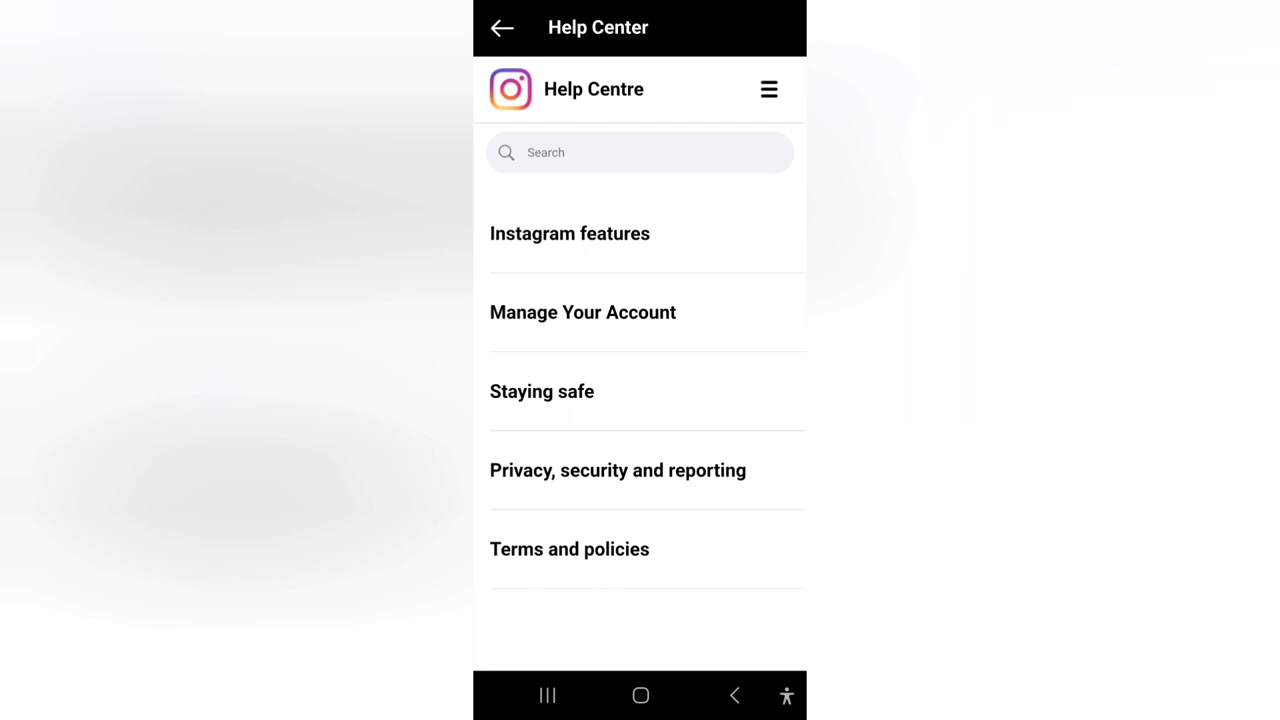 Help Center
Help Centre
Search
Instagram features
Manage Your Account
Staying safe
Privacy, security and reporting
Terms and policies